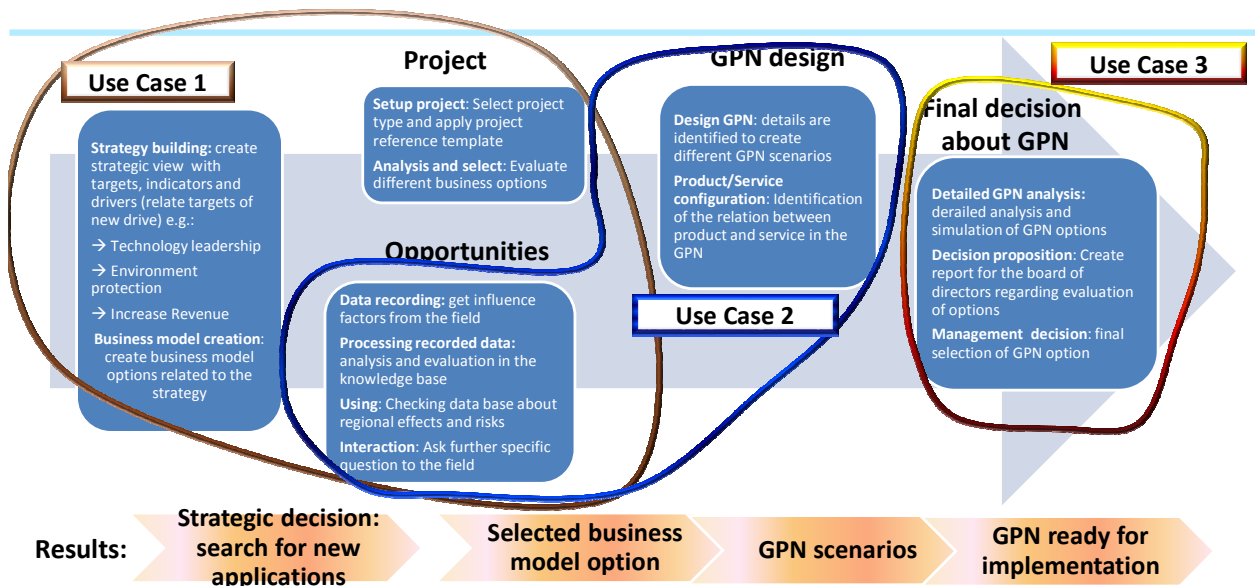 Use Case 1
Strategy building: create
strategic view with
targets, indicators and
drivers (relate targets of
new drive) e.g.:
→ Technology leadership
→ Environment
protection
→ Increase Revenue
Business model creation:
create business model
options related to the
strategy
Project
Setup project: Select project
type and apply project
reference template
Analysis and select: Evaluate
different business options
Opportunities
Data recording: get influence
factors from the field
Processing recorded data:
analysis and evaluation in the
knowledge base
Using: Checking data base about
regional effects and risks
Interaction: Ask further specific
question to the field
GPN design
Design GPN: details are
identified to create
different GPN scenarios
Product/Service
configuration: Identification
of the relation between
product and service in the
GPN
Use Case 2
Use Case 3
Final decision
about GPN
Detailed GPN analysis:
derailed analysis and
simulation of GPN options
Decision proposition: Create
report for the board of
directors regarding evaluation
of options
Management decision: final
selection of GPN option
Results:
Strategic decision:
search for new
applications
Selected business
model option
GPN scenarios
GPN ready for
implementation